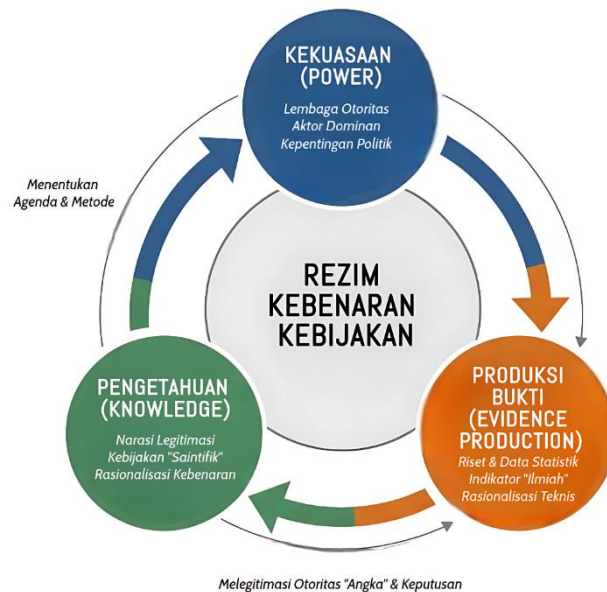 KEKUASAAN
(POWER)
Lembaga Otoritas
Aktor Dominan
Kepentingan Politik
Menentukan
Agenda & Metode
REZIM
KEBENARAN
KEBIJAKAN
PENGETAHUAN
(KNOWLEDGE)
Narasi Legitimasi
Kebijakan "Saintifik"
Rasionalisasi Kebenaran
PRODUKSI
BUKTI
(EVIDENCE
PRODUCTION)
Riset & Data Statistik
Indikator "Ilmiah"
Rasionalisasi Teknis
Melegitimasi Otoritas "Angka" & Keputusan